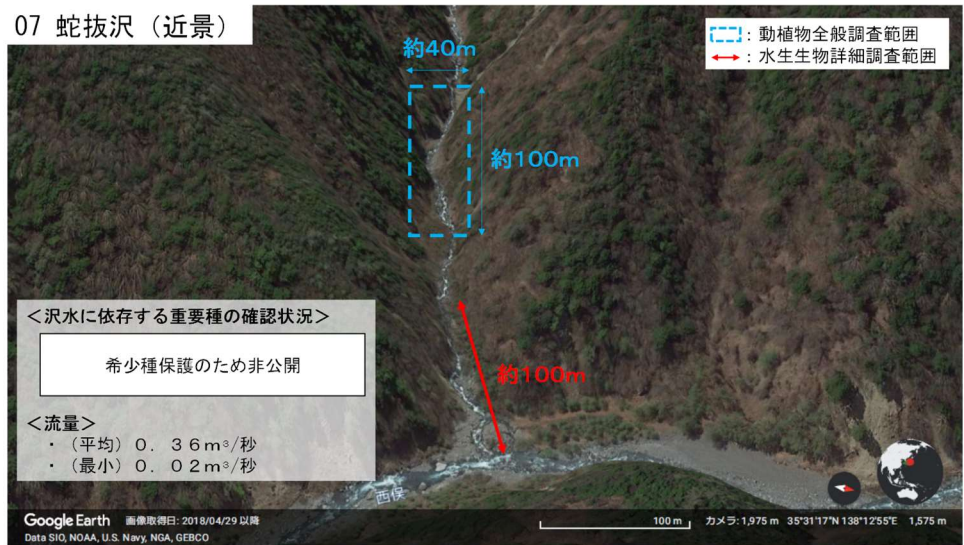 07 蛇抜沢（近景）
：動植物全般調査範囲
：水生生物詳細調査範囲
約40m
約100m
約100m
＜沢水に依存する重要種の確認状況＞
希少種保護のため非公開
＜流量＞
・（平均）０．３６m³/秒
・（最小）０．０２m³/秒
西俣
Google Earth 画像取得日: 2018/04/29 以降
Data SIO, NOAA, U.S. Navy, NGA, GEBCO
100 m
カメラ: 1,975 m 35°31'17"N 138°12'55"E 1,575 m